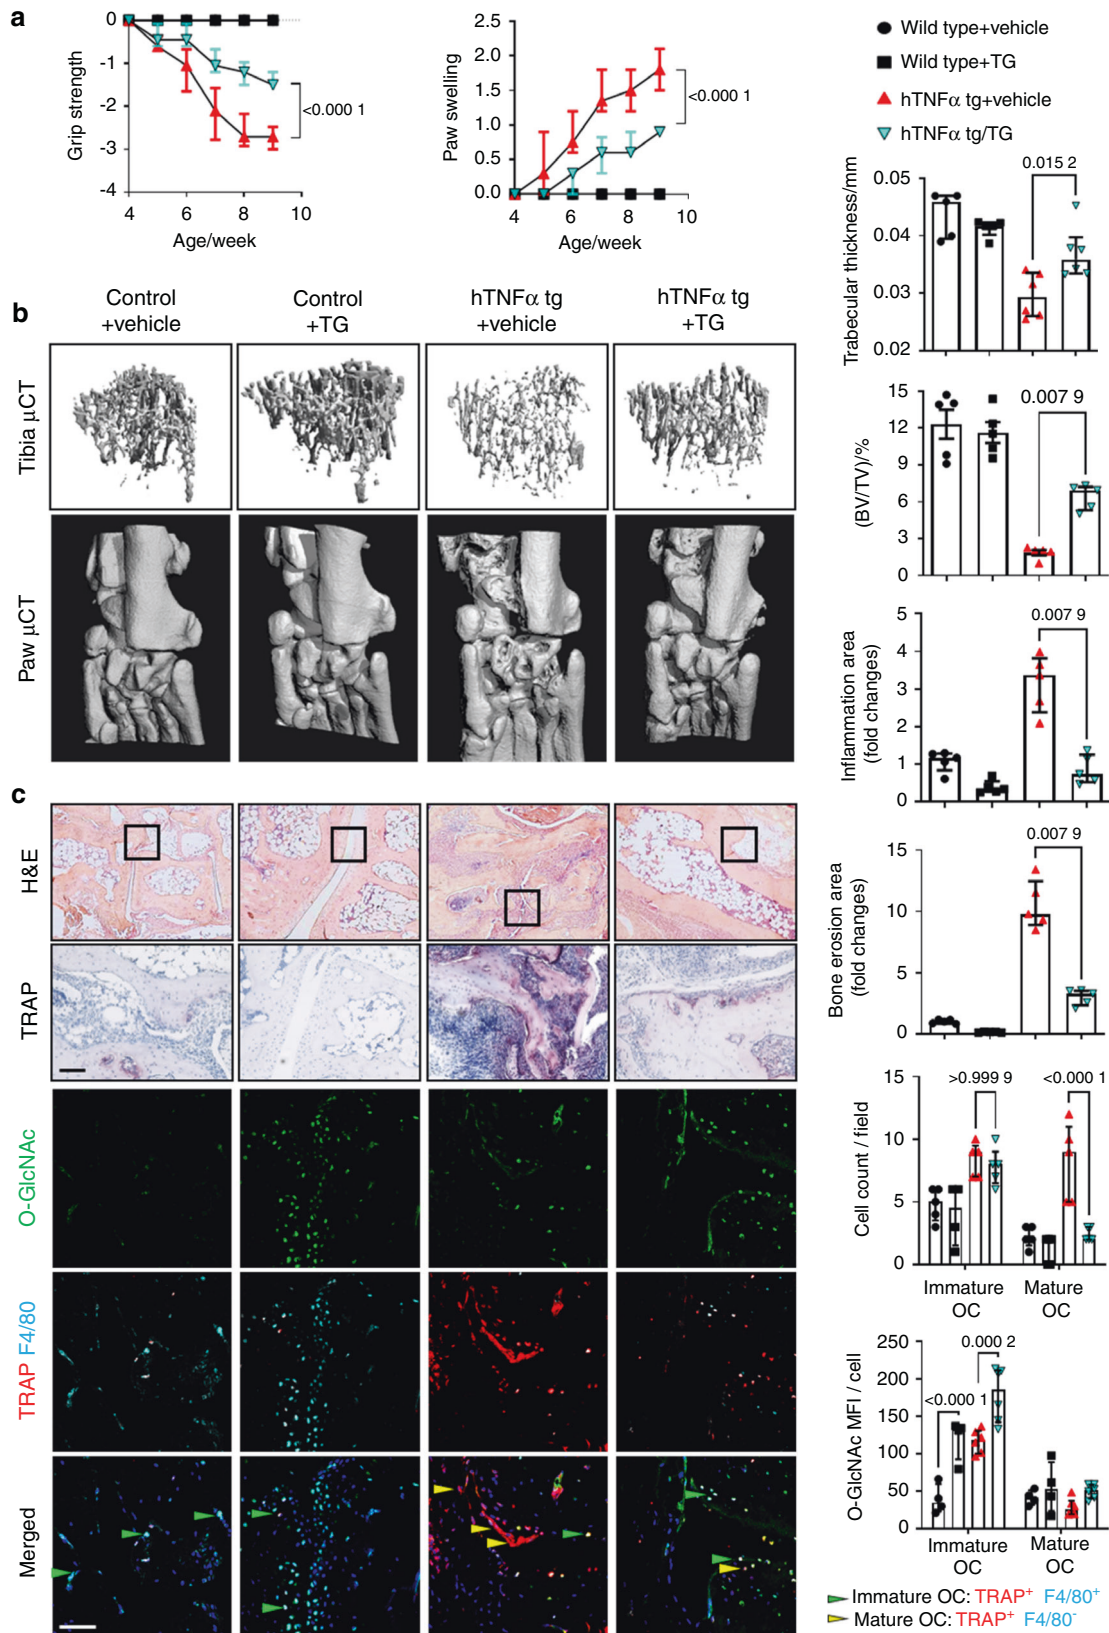 a
0
-1
-2
-3
-4
Grip strength
4 6 8 10
Age/week
<0.000 1
2.5
2.0
1.5
1.0
0.5
0.0
Paw swelling
4 6 8 10
Age/week
<0.000 1
Wild type+vehicle
Wild type+TG
hTNFα tg+vehicle
hTNFα tg/TG
b
Control +vehicle
Control +TG
hTNFα tg +vehicle
hTNFα tg +TG
Tibia μCT
Paw μCT
0.015 2
0.05
0.04
0.03
0.02
Trabecular thickness/mm
0.007 9
15
12
9
6
3
0
(BV/TV)/%
0.007 9
5
4
3
2
1
0
Inflammation area
(fold changes)
c
H&E
TRAP
O-GlcNAc
TRAP F4/80
Merged
0.007 9
15
10
5
0
Bone erosion area
(fold changes)
>0.999 9
<0.000 1
15
10
5
0
Cell count / field
Immature OC
Mature OC
0.000 2
<0.000 1
250
200
150
100
50
0
O-GlcNAc MFI / cell
Immature OC
Mature OC
Immature OC: TRAP⁺ F4/80⁺
Mature OC: TRAP⁺ F4/80⁻